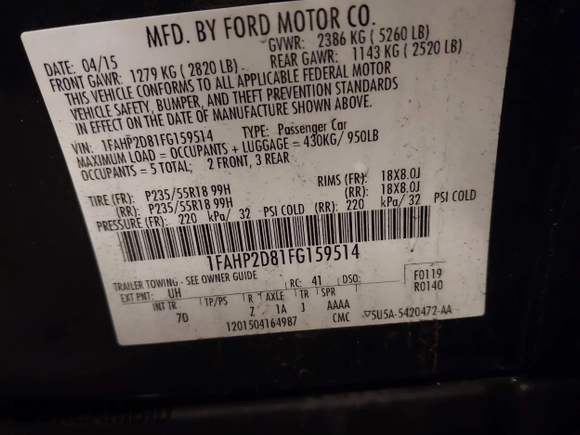 MFD. BY FORD MOTOR CO.
DATE: 04/15 GVWR: 2386 KG ( 5260 LB)
FRONT GAWR: 1279 KG ( 2820 LB) REAR GAWR: 1143 KG ( 2520 LB)
THIS VEHICLE CONFORMS TO ALL APPLICABLE FEDERAL MOTOR
VEHICLE SAFETY, BUMPER, AND THEFT PREVENTION STANDARDS
IN EFFECT ON THE DATE OF MANUFACTURE SHOWN ABOVE.
VIN: 1FAHP2D81FG159514 TYPE: Passenger Car
MAXIMUM LOAD = OCCUPANTS + LUGGAGE = 430KG/ 950LB
OCCUPANTS = 5 TOTAL; 2 FRONT, 3 REAR
TIRE (FR): P235/55R18 99H RIMS (FR): 18X8.0J
(RR): P235/55R18 99H (RR): 18X8.0J
PRESSURE (FR): 220 kPa/ 32 PSI COLD (RR): 220 kPa/ 32 PSI COLD
1FAHP2D81FG159514
TRAILER TOWING - SEE OWNER GUIDE F0119
EXT PNT: UH RC: 41 DSO: R0140
INT TR TP/PS R AXLE TR SPR
7D Z 1A J AAAA
1201504164987 CMC 5U5A-5420472-AA